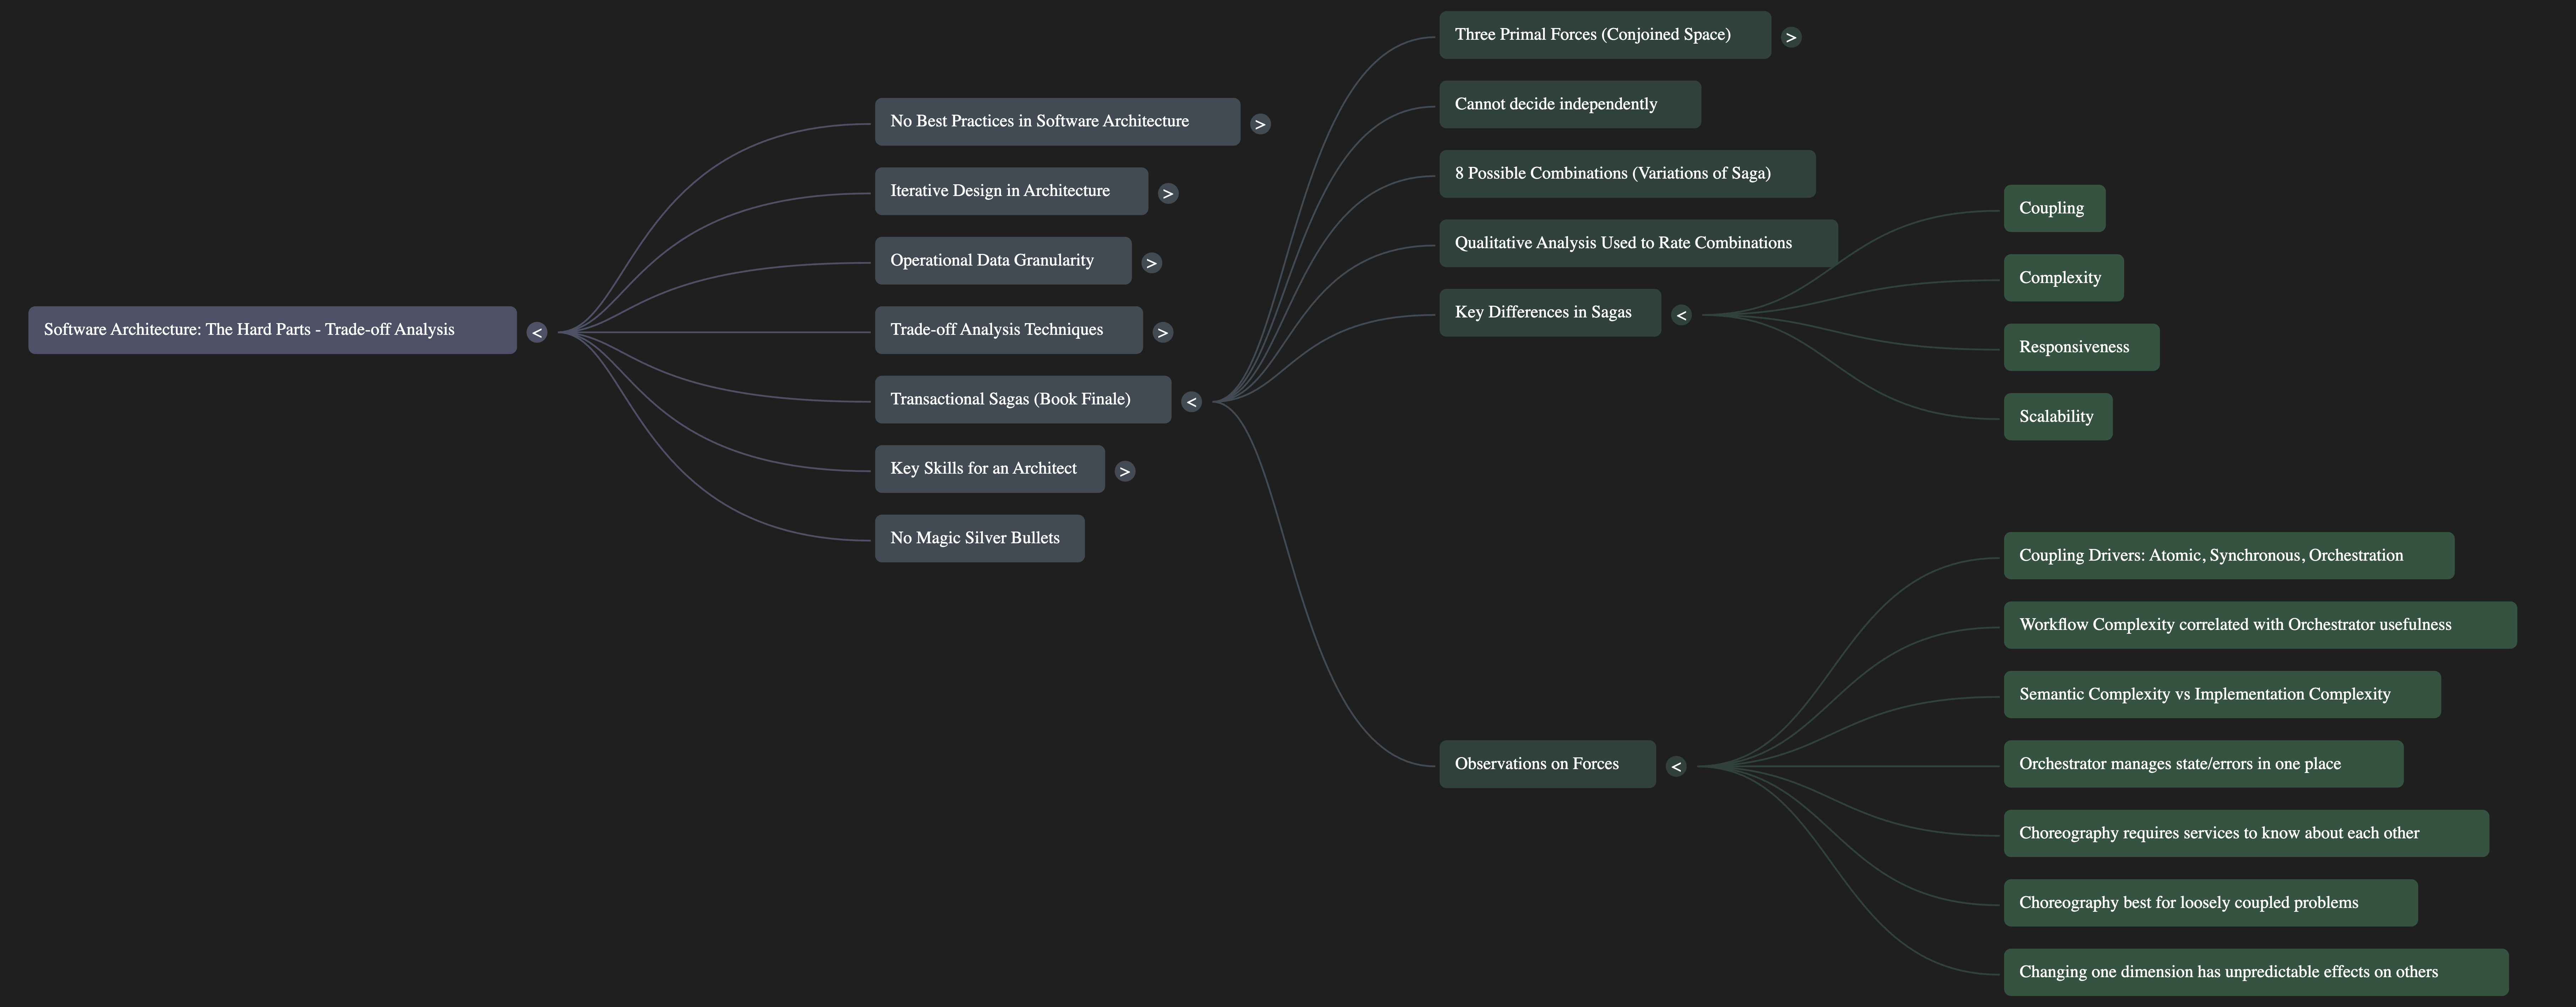 Software Architecture: The Hard Parts - Trade-off Analysis
<
No Best Practices in Software Architecture
>
Iterative Design in Architecture
>
Operational Data Granularity
>
Trade-off Analysis Techniques
>
Transactional Sagas (Book Finale)
<
Key Skills for an Architect
>
No Magic Silver Bullets
Three Primal Forces (Conjoined Space)
>
Cannot decide independently
8 Possible Combinations (Variations of Saga)
Qualitative Analysis Used to Rate Combinations
Key Differences in Sagas
<
Coupling
Complexity
Responsiveness
Scalability
Observations on Forces
<
Coupling Drivers: Atomic, Synchronous, Orchestration
Workflow Complexity correlated with Orchestrator usefulness
Semantic Complexity vs Implementation Complexity
Orchestrator manages state/errors in one place
Choreography requires services to know about each other
Choreography best for loosely coupled problems
Changing one dimension has unpredictable effects on others